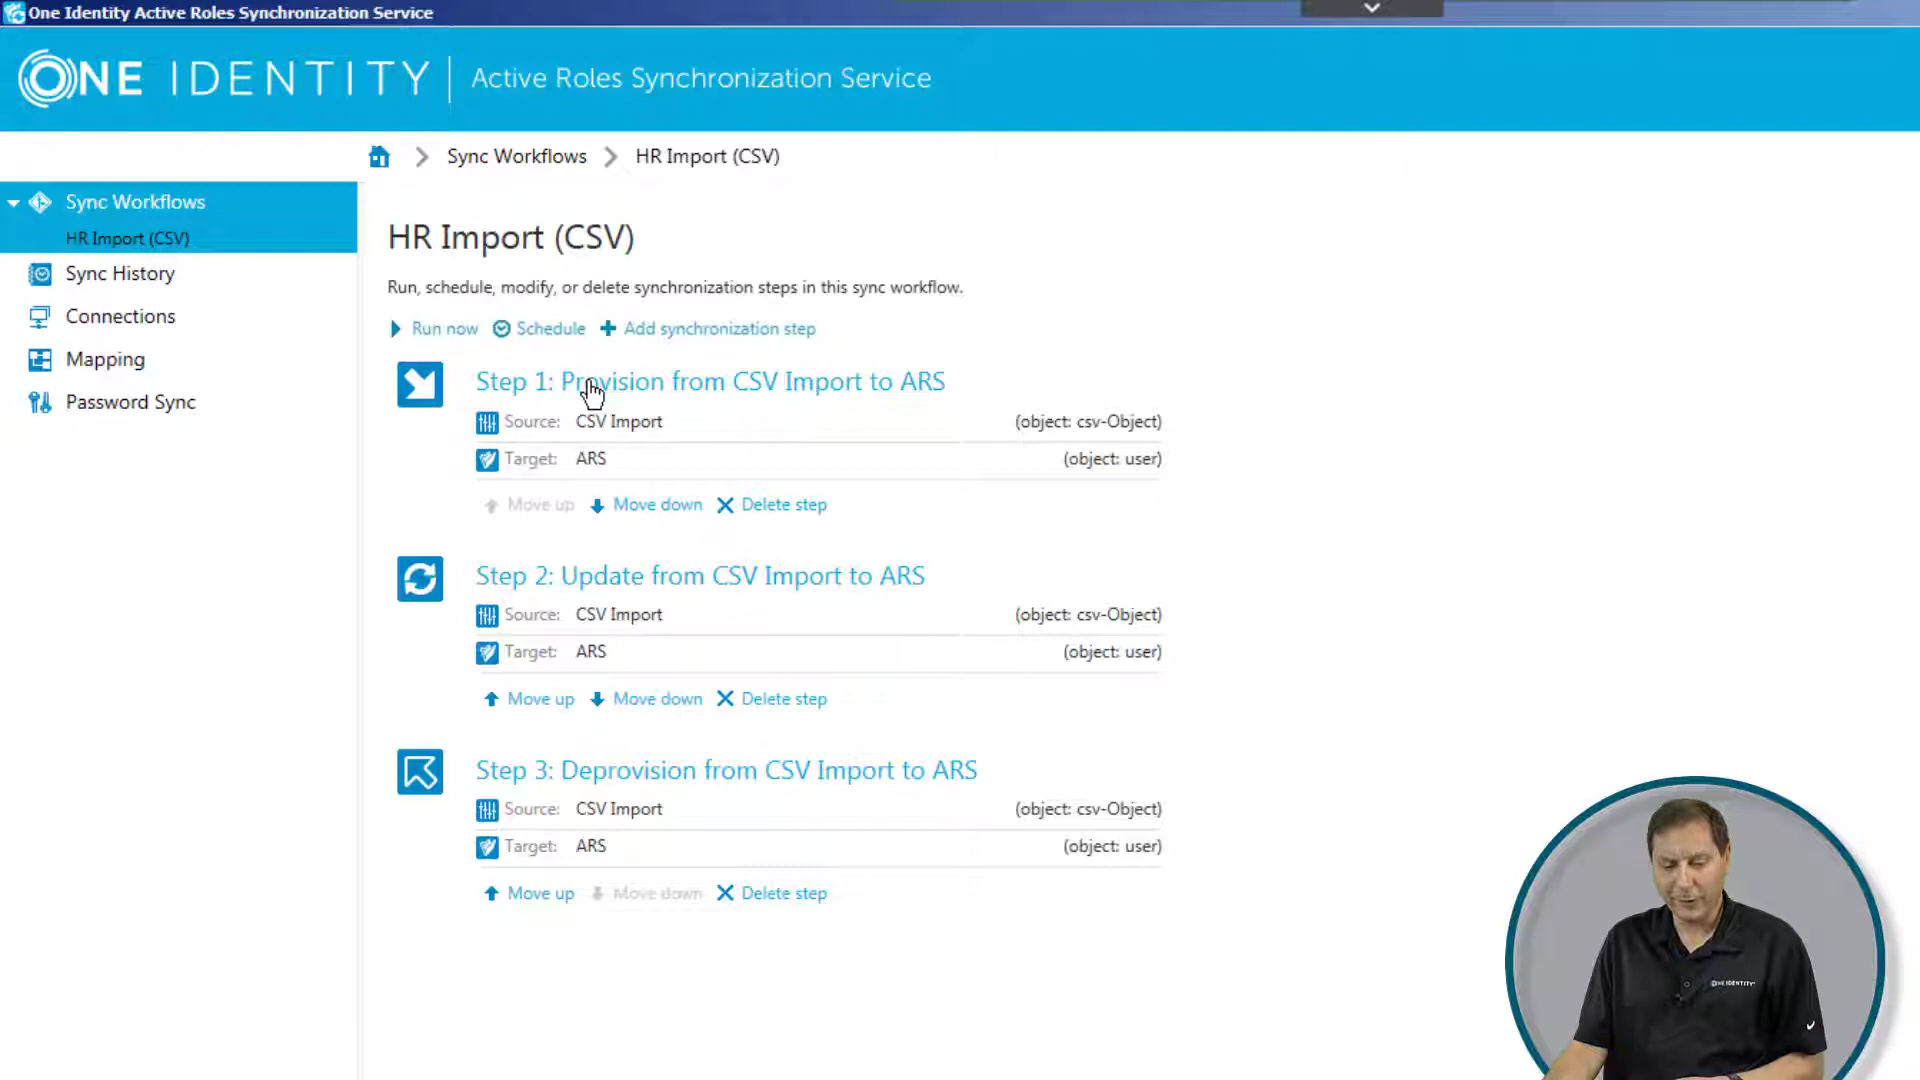 One Identity Active Roles Synchronization Service
ONE IDENTITY | Active Roles Synchronization Service
Sync Workflows > HR Import (CSV)
Sync Workflows
HR Import (CSV)
Sync History
Connections
Mapping
Password Sync
HR Import (CSV)
Run, schedule, modify, or delete synchronization steps in this sync workflow.
Run now Schedule Add synchronization step
Step 1: Provision from CSV Import to ARS
Source: CSV Import (object: csv-Object)
Target: ARS (object: user)
Move up Move down Delete step
Step 2: Update from CSV Import to ARS
Source: CSV Import (object: csv-Object)
Target: ARS (object: user)
Move up Move down Delete step
Step 3: Deprovision from CSV Import to ARS
Source: CSV Import (object: csv-Object)
Target: ARS (object: user)
Move up Move down Delete step
ONE IDENTITY